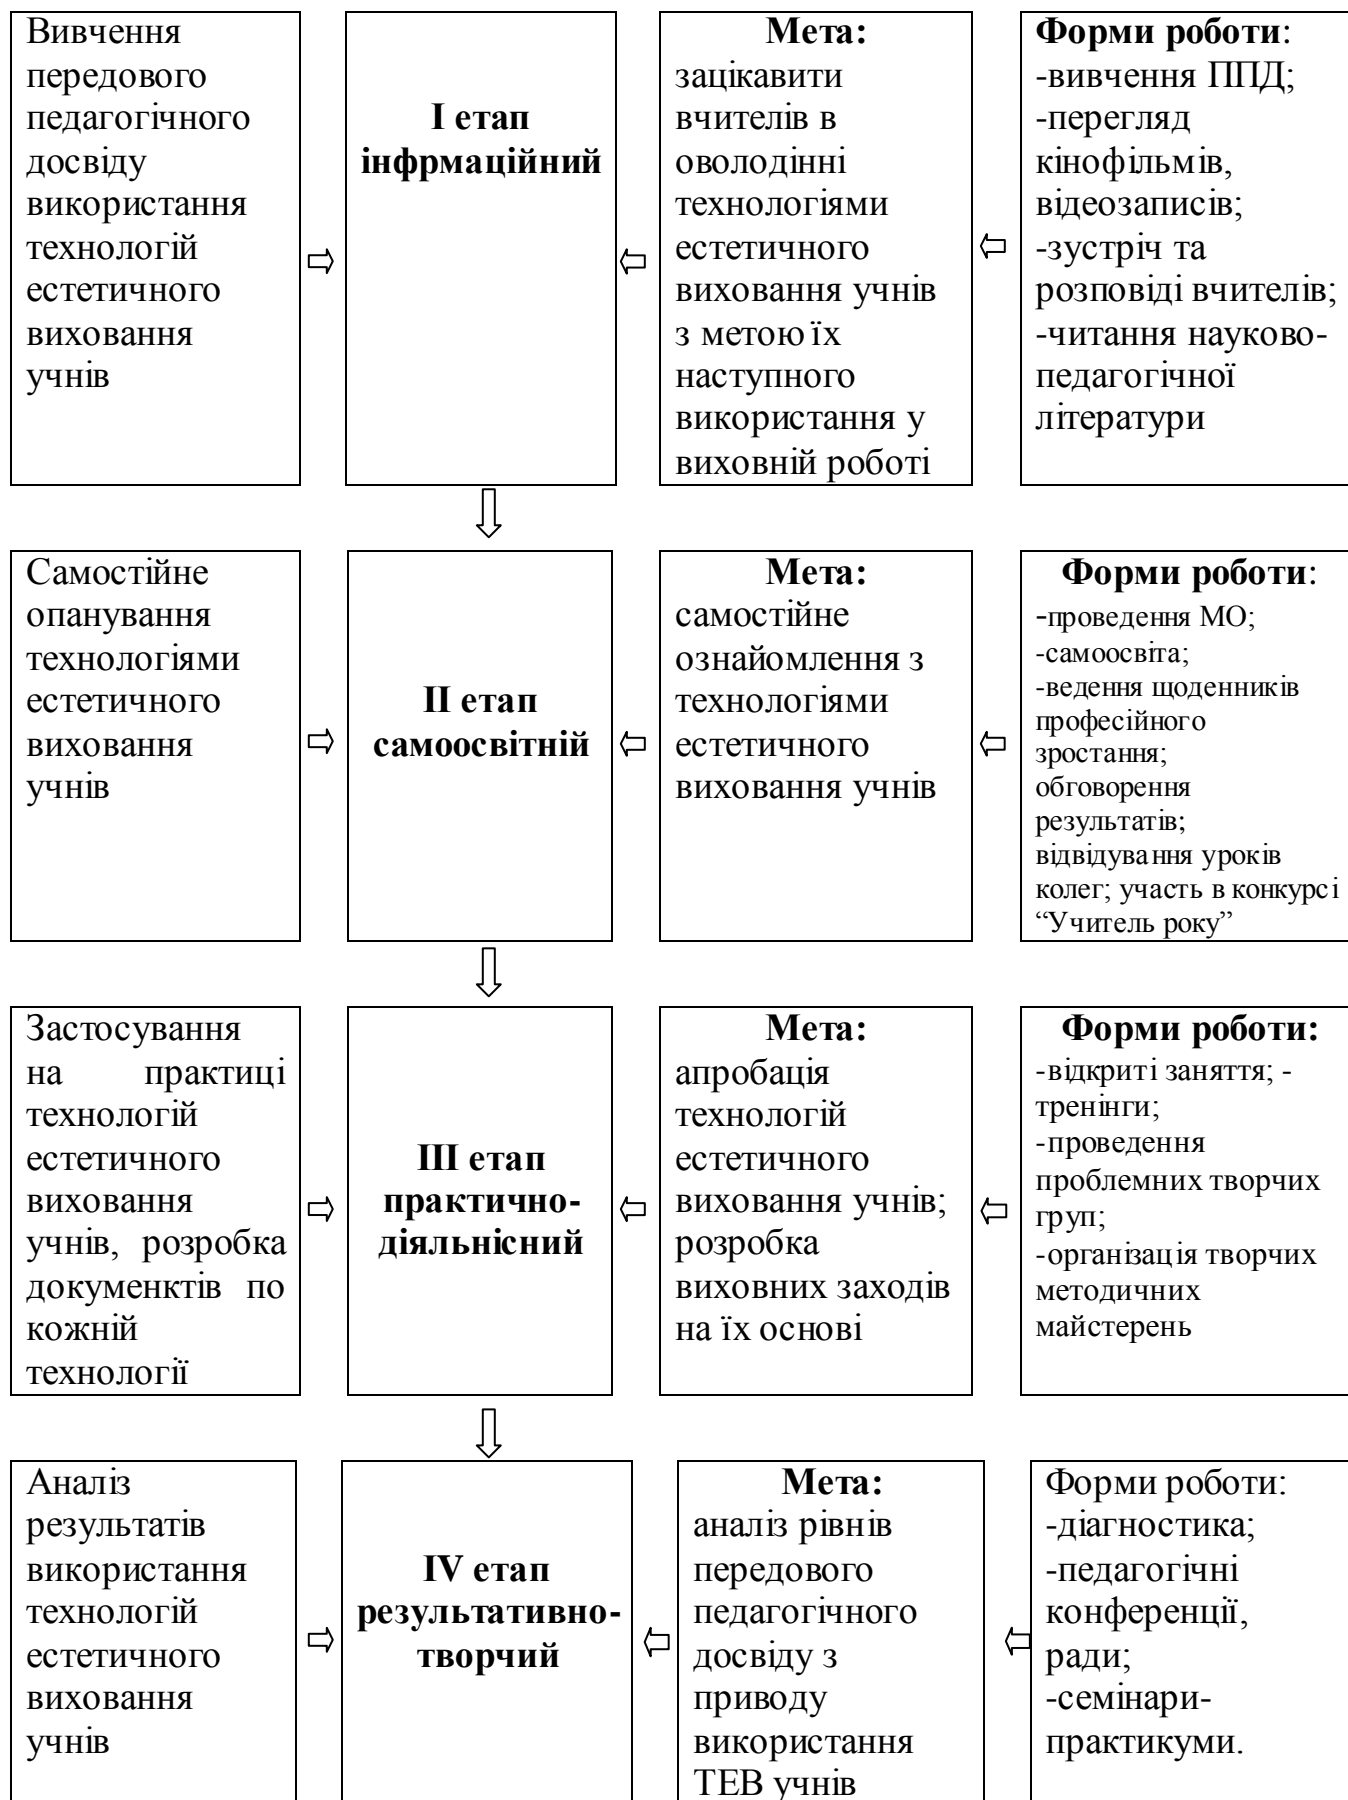 Вивчення
передового
педагогічного
досвіду
використання
технологій
естетичного
виховання
учнів
І етап
інфрмаційний
Мета:
зацікавити
вчителів в
оволодінні
технологіями
естетичного
виховання учнів
з метою їх
наступного
використання у
виховній роботі
Форми роботи:
-вивчення ППД;
-перегляд
кінофільмів,
відеозаписів;
-зустріч та
розповіді вчителів;
-читання науково-
педагогічної
літератури
Самостійне
опанування
технологіями
естетичного
виховання
учнів
ІІ етап
самоосвітній
Мета:
самостійне
ознайомлення з
технологіями
естетичного
виховання учнів
Форми роботи:
-проведення МО;
-самоосвіта;
-ведення щоденників
професійного
зростання;
обговорення
результатів;
відвідування уроків
колег; участь в конкурсі
“Учитель року”
Застосування
на практиці
технологій
естетичного
виховання
учнів, розробка
докуменктів по
кожній
технології
ІІІ етап
практично-
діяльнісний
Мета:
апробація
технологій
естетичного
виховання учнів;
розробка
виховних заходів
на їх основі
Форми роботи:
-відкриті заняття; -
тренінги;
-проведення
проблемних творчих
груп;
-організація творчих
методичних
майстерень
Аналіз
результатів
використання
технологій
естетичного
виховання
учнів
ІV етап
результативно-
творчий
Мета:
аналіз рівнів
передового
педагогічного
досвіду з
приводу
використання
ТЕВ учнів
Форми роботи:
-діагностика;
-педагогічні
конференції,
ради;
-семінари-
практикуми.